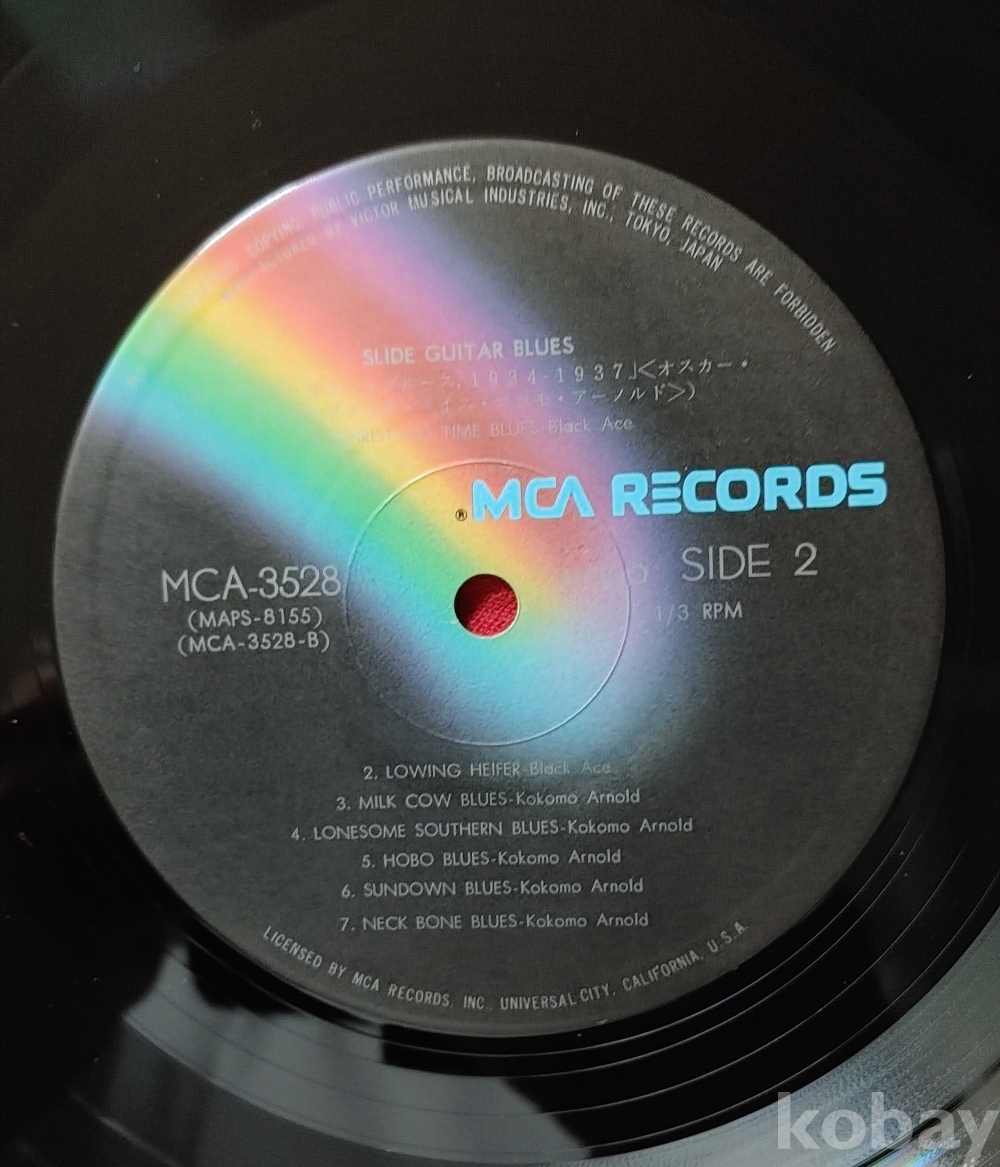 COPYING, PUBLIC PERFORMANCE, BROADCASTING OF THESE RECORDS ARE FORBIDDEN.
BY VICTOR MUSICAL INDUSTRIES, INC., TOKYO, JAPAN
SLIDE GUITAR BLUES
ブルース, 1934-1937」<オスカー・
・ココモ・アーノルド>)
TIME BLUES-Black Ace
® MCA RECORDS
MCA-3528
SIDE 2
(MAPS-8155)
1/3 RPM
(MCA-3528-B)
2. LOWING HEIFER-Black Ace
3. MILK COW BLUES-Kokomo Arnold
4. LONESOME SOUTHERN BLUES-Kokomo Arnold
5. HOBO BLUES-Kokomo Arnold
6. SUNDOWN BLUES-Kokomo Arnold
7. NECK BONE BLUES-Kokomo Arnold
LICENSED BY MCA RECORDS, INC., UNIVERSAL CITY, CALIFORNIA, U.S.A.
kobay